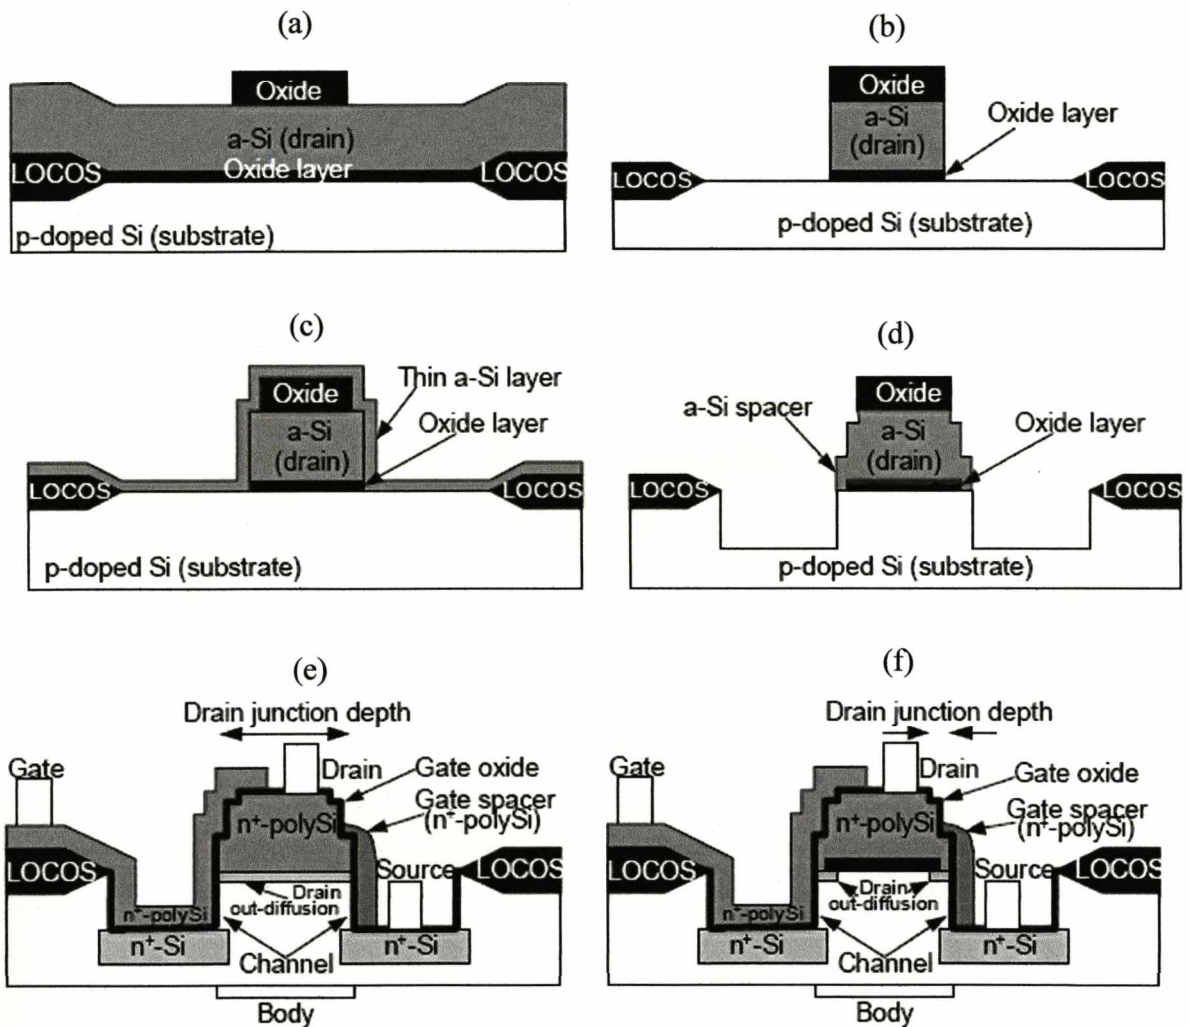 (a)
Oxide
a-Si (drain)
Oxide layer
LOCOS
LOCOS
p-doped Si (substrate)
(b)
Oxide
a-Si
(drain)
Oxide layer
LOCOS
LOCOS
p-doped Si (substrate)
(c)
Oxide
Thin a-Si layer
a-Si
(drain)
Oxide layer
LOCOS
LOCOS
p-doped Si (substrate)
(d)
Oxide
a-Si spacer
a-Si
(drain)
Oxide layer
LOCOS
LOCOS
p-doped Si (substrate)
(e)
Drain junction depth
Gate
Drain
Gate oxide
Gate spacer
(n+-polySi)
n+-polySi
LOCOS
Source
LOCOS
Drain
out-diffusion
n+-polySi
n+-Si
n+-Si
Channel
Body
(f)
Drain junction depth
Gate
Drain
Gate oxide
Gate spacer
(n+-polySi)
n+-polySi
LOCOS
Source
LOCOS
Drain
out-diffusion
n+-polySi
n+-Si
n+-Si
Channel
Body